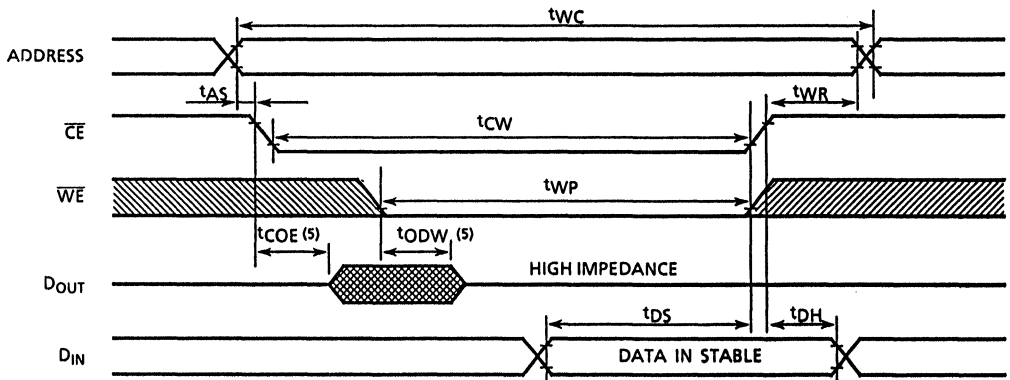 tWC
ADDRESS
tAS
tWR
CE
tCW
WE
tWP
tCOE (5) tODW (5)
DOUT
HIGH IMPEDANCE
tDS
tDH
DIN
DATA IN STABLE